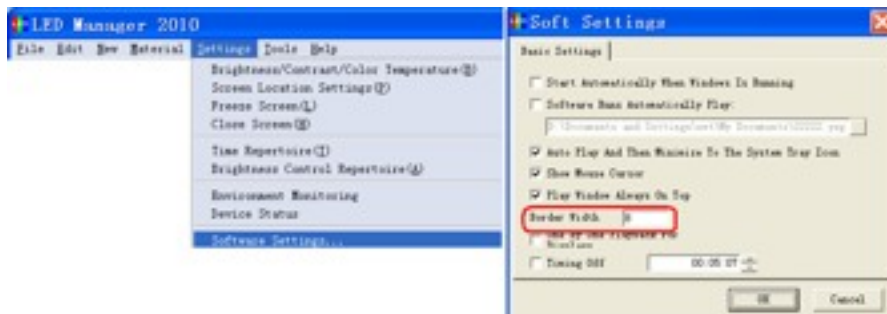 LED Manager 2010
File Edit New Material Settings Tools Help
Brightness/Contrast/Color Temperature(B)
Screen Location Settings(P)
Freeze Screen(L)
Close Screen
Time Repertoire(T)
Brightness Control Repertoire(A)
Environment Monitoring
Device Status
Software Settings...
Soft Settings
Basic Settings
Start Automatically When Windows In Running
Software Runs Automatically Play:
Auto Play And Then Minimize To The System Tray Icon
Show Mouse Cursor
Play Window Always On Top
Border Width
Timing Off 00:05:07
OK Cancel